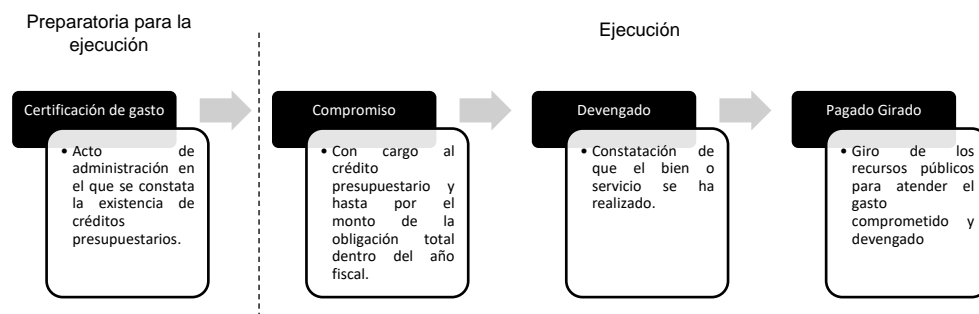 Preparatoria para la
ejecución
Ejecución
Certificación de gasto
• Acto de
administración en
el que se constata
la existencia de
créditos
presupuestarios.
Compromiso
• Con cargo al
crédito
presupuestario y
hasta por el
monto de la
obligación total
dentro del año
fiscal.
Devengado
• Constatación de
que el bien o
servicio se ha
realizado.
Pagado Girado
• Giro de los
recursos públicos
para atender el
gasto
comprometido y
devengado